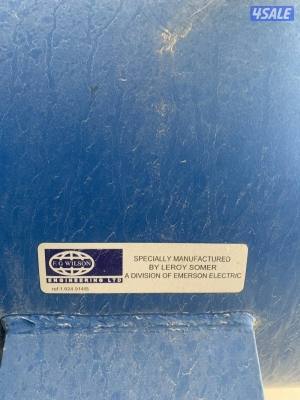 4SALE
F.G WILSON
ENGINEERING LTD
SPECIALLY MANUFACTURED
BY LEROY SOMER
A DIVISION OF EMERSON ELECTRIC